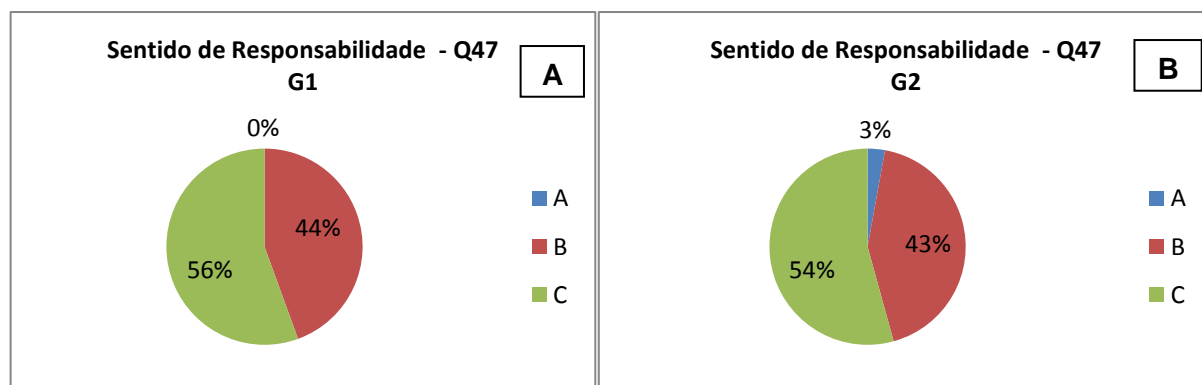 Sentido de Responsabilidade - Q47
G1
A
0%
44%
56%
A
B
C
Sentido de Responsabilidade - Q47
G2
B
3%
43%
54%
A
B
C